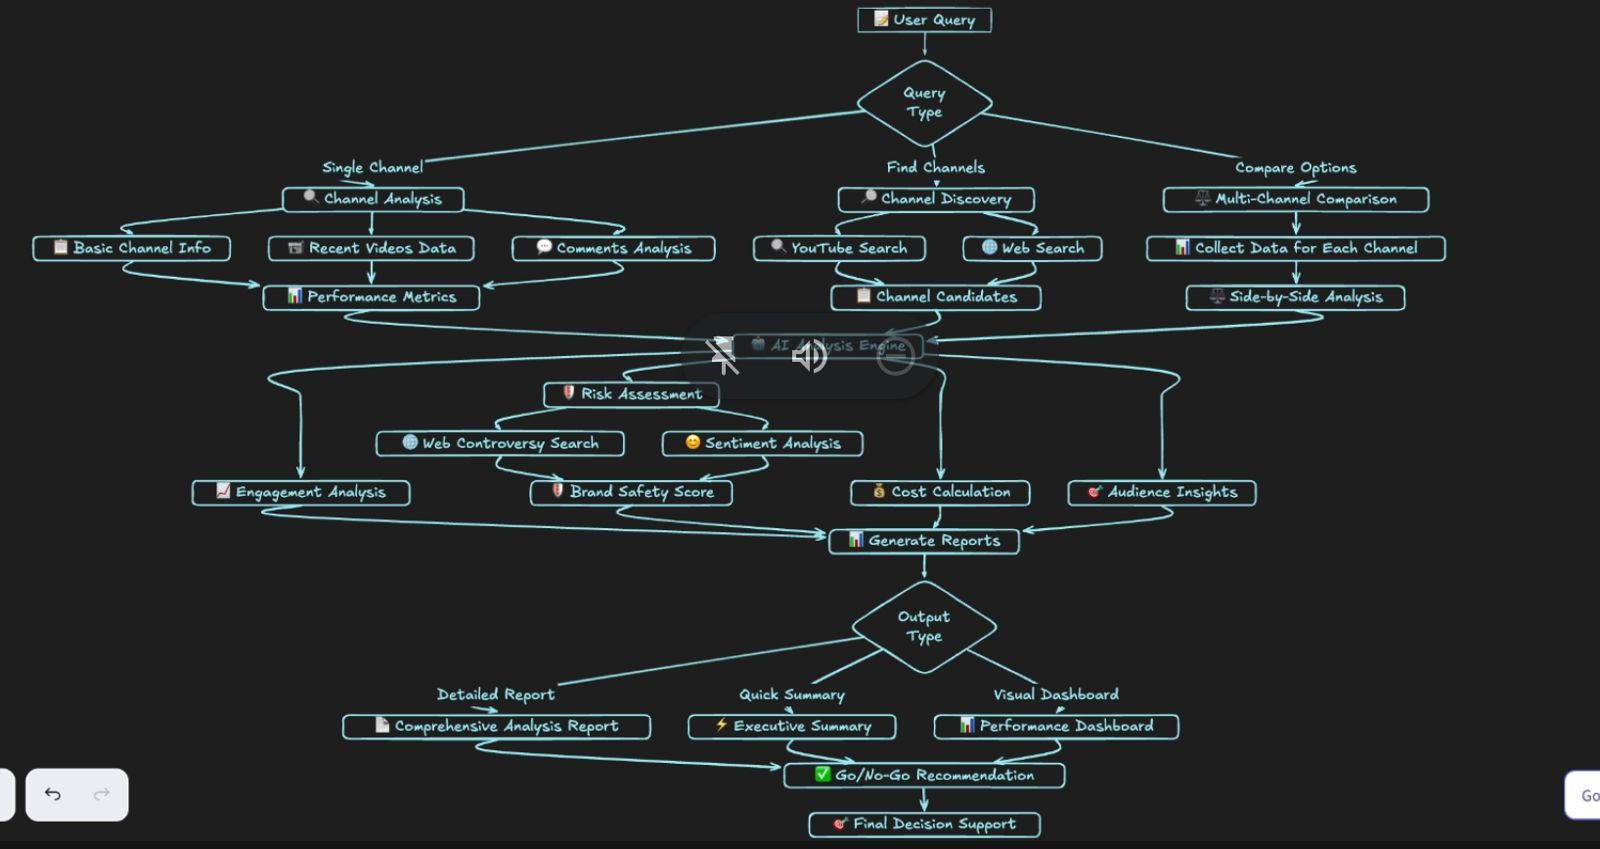 User Query
Query
Type
Single Channel
Find Channels
Compare Options
Channel Analysis
Channel Discovery
Multi-Channel Comparison
Basic Channel Info
Recent Videos Data
Comments Analysis
YouTube Search
Web Search
Collect Data for Each Channel
Performance Metrics
Channel Candidates
Side-by-Side Analysis
AI Analysis Engine
Risk Assessment
Web Controversy Search
Sentiment Analysis
Engagement Analysis
Brand Safety Score
Cost Calculation
Audience Insights
Generate Reports
Output
Type
Detailed Report
Quick Summary
Visual Dashboard
Comprehensive Analysis Report
Executive Summary
Performance Dashboard
Go/No-Go Recommendation
Go
Final Decision Support